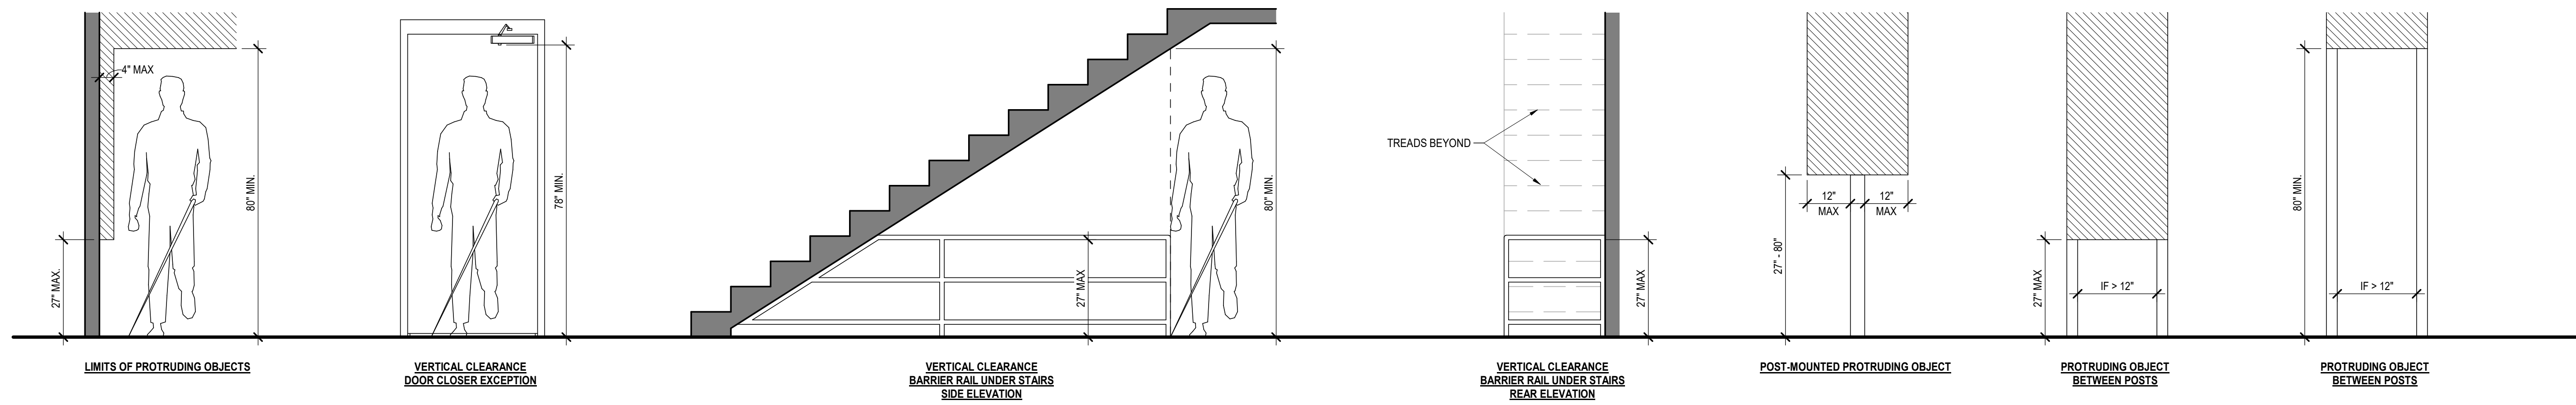 4" MAX
80" MIN.
27" MAX.
LIMITS OF PROTRUDING OBJECTS
78" MIN.
VERTICAL CLEARANCE
DOOR CLOSER EXCEPTION
80" MIN.
27" MAX
VERTICAL CLEARANCE
BARRIER RAIL UNDER STAIRS
SIDE ELEVATION
TREADS BEYOND
27" MAX
VERTICAL CLEARANCE
BARRIER RAIL UNDER STAIRS
REAR ELEVATION
12"
MAX
12"
MAX
27" - 80"
POST-MOUNTED PROTRUDING OBJECT
27" MAX
IF > 12"
PROTRUDING OBJECT
BETWEEN POSTS
80" MIN.
IF > 12"
PROTRUDING OBJECT
BETWEEN POSTS